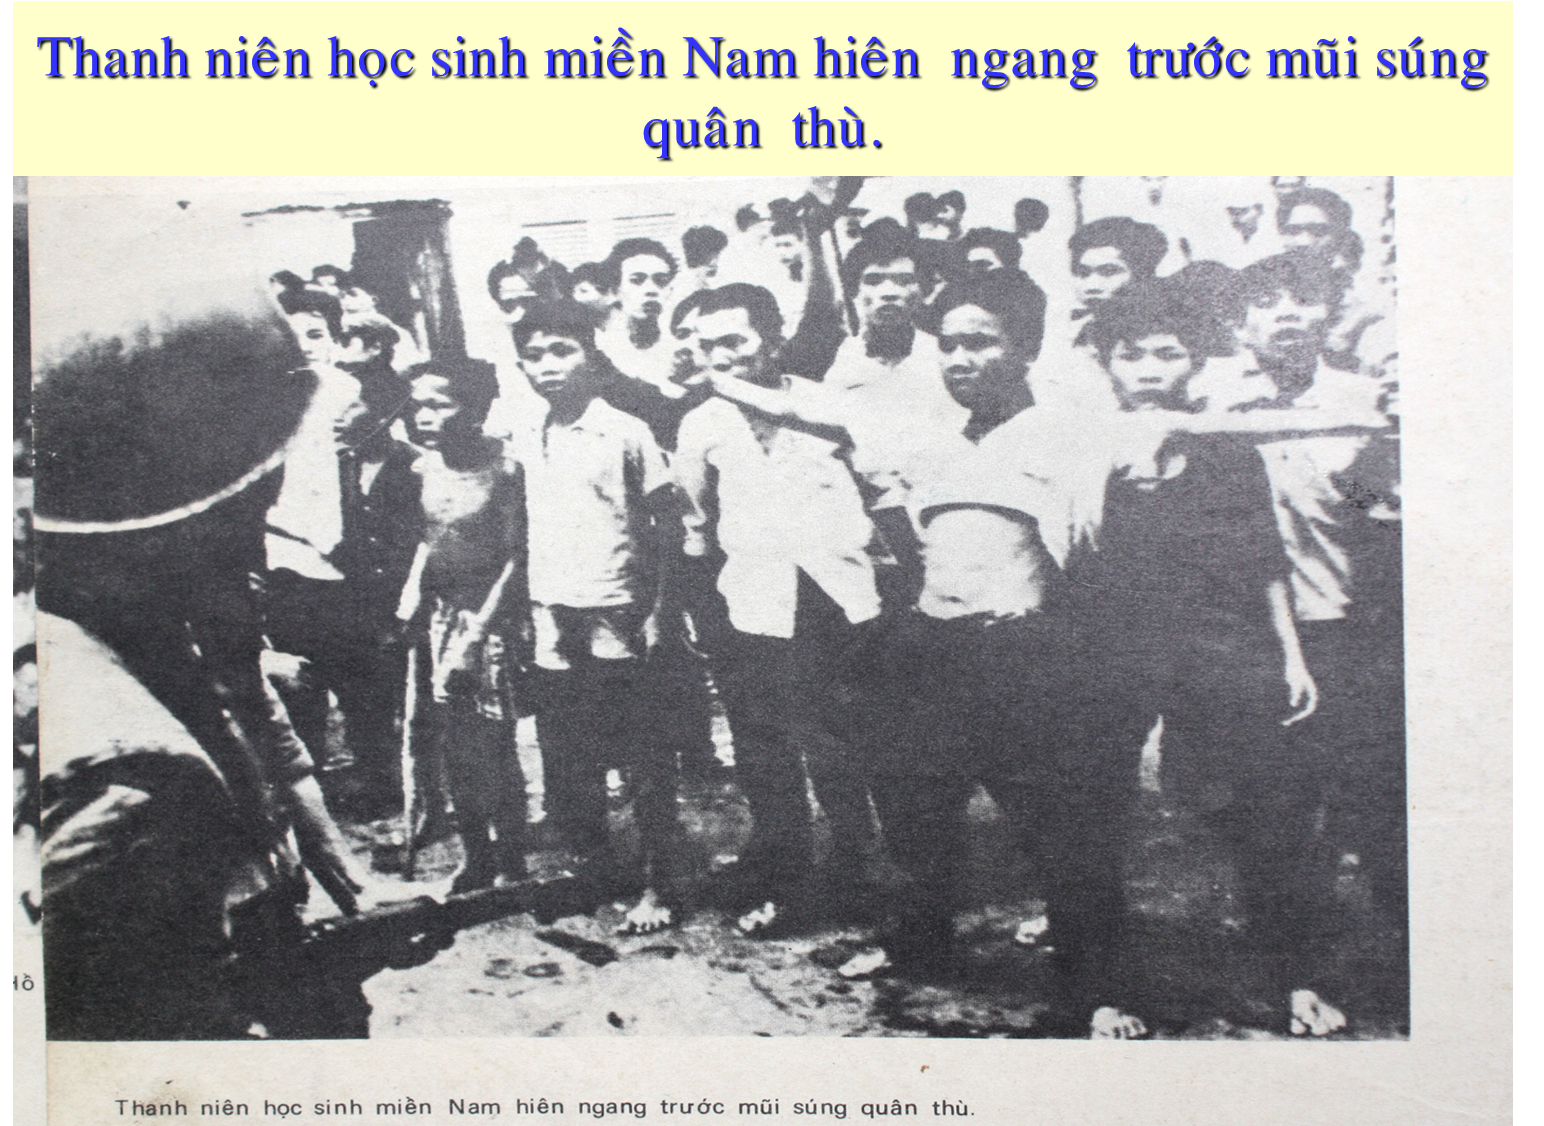 Thanh niên học sinh miền Nam hiên ngang trước mũi súng
quân thù.
Hồ
Thanh niên học sinh miền Nam hiên ngang trước mũi súng quân thù.